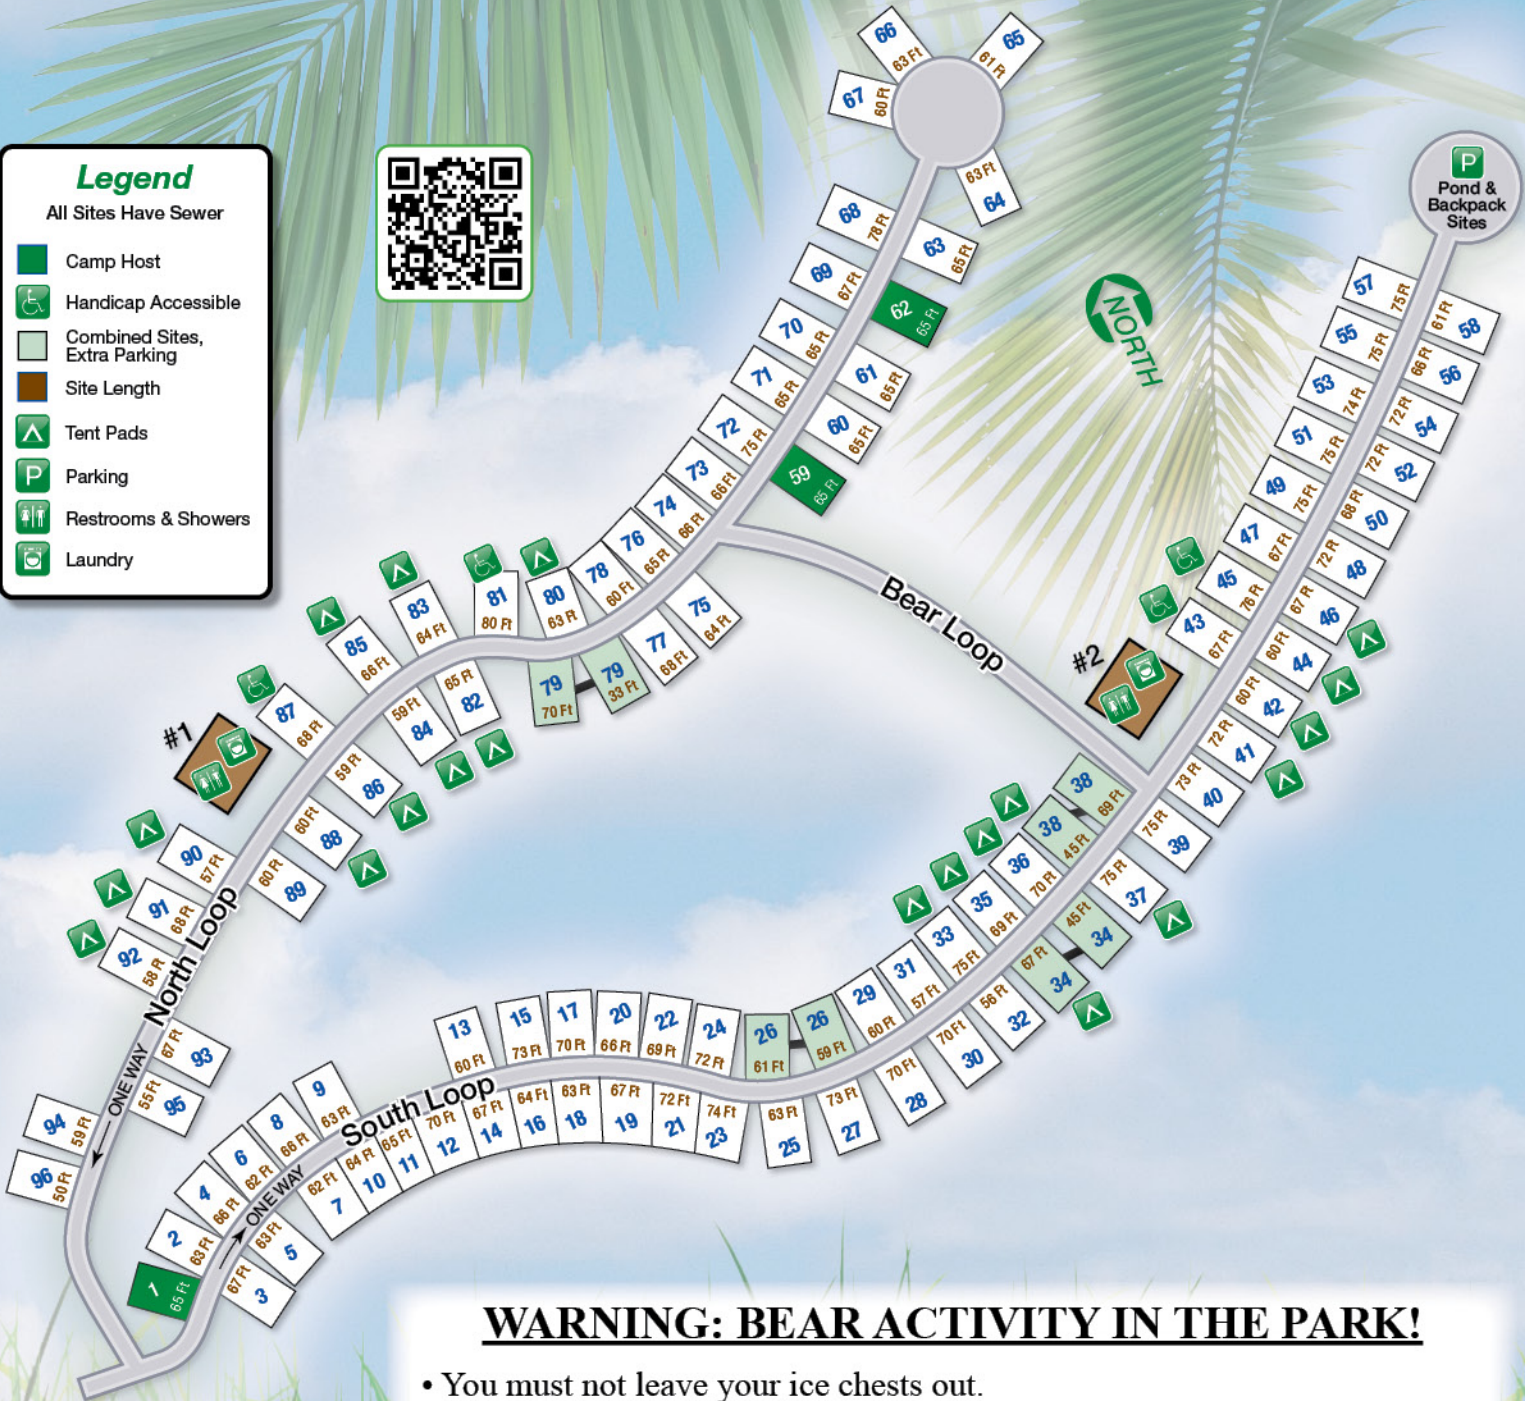 Legend
All Sites Have Sewer
Camp Host
Handicap Accessible
Combined Sites,
Extra Parking
Site Length
Tent Pads
P
Parking
Restrooms & Showers
Laundry
P
Pond &
Backpack
Sites
NORTH
66
63 Ft
65
61 Ft
67
60 Ft
63 Ft
64
68
78 Ft
63
65 Ft
69
67 Ft
62
65 Ft
70
65 Ft
61
65 Ft
71
65 Ft
60
65 Ft
72
75 Ft
59
65 Ft
73
66 Ft
74
66 Ft
76
65 Ft
78
60 Ft
75
64 Ft
80
63 Ft
77
68 Ft
81
80 Ft
79
33 Ft
79
70 Ft
83
64 Ft
65 Ft
82
85
66 Ft
59 Ft
84
87
68 Ft
59 Ft
86
#1
60 Ft
88
60 Ft
89
90
57 Ft
91
68 Ft
92
58 Ft
North Loop
67 Ft
93
55 Ft
95
ONE WAY
94
59 Ft
96
50 Ft
Bear Loop
57
75 Ft
61 Ft
58
55
75 Ft
66 Ft
56
53
74 Ft
72 Ft
54
51
75 Ft
72 Ft
52
49
75 Ft
68 Ft
50
47
67 Ft
72 Ft
48
45
76 Ft
67 Ft
46
43
67 Ft
60 Ft
44
#2
60 Ft
42
72 Ft
41
73 Ft
40
75 Ft
39
38
69 Ft
38
45 Ft
75 Ft
37
36
70 Ft
45 Ft
34
35
69 Ft
67 Ft
34
33
75 Ft
56 Ft
32
31
57 Ft
70 Ft
30
29
60 Ft
70 Ft
28
26
59 Ft
73 Ft
27
26
61 Ft
63 Ft
25
24
72 Ft
74 Ft
23
22
69 Ft
72 Ft
21
20
66 Ft
67 Ft
19
17
70 Ft
63 Ft
18
15
73 Ft
64 Ft
16
13
60 Ft
67 Ft
14
South Loop
70 Ft
12
65 Ft
11
64 Ft
10
62 Ft
7
9
63 Ft
8
66 Ft
6
62 Ft
4
66 Ft
ONE WAY
63 Ft
5
2
63 Ft
67 Ft
3
1
65 Ft
WARNING: BEAR ACTIVITY IN THE PARK!
• You must not leave your ice chests out.